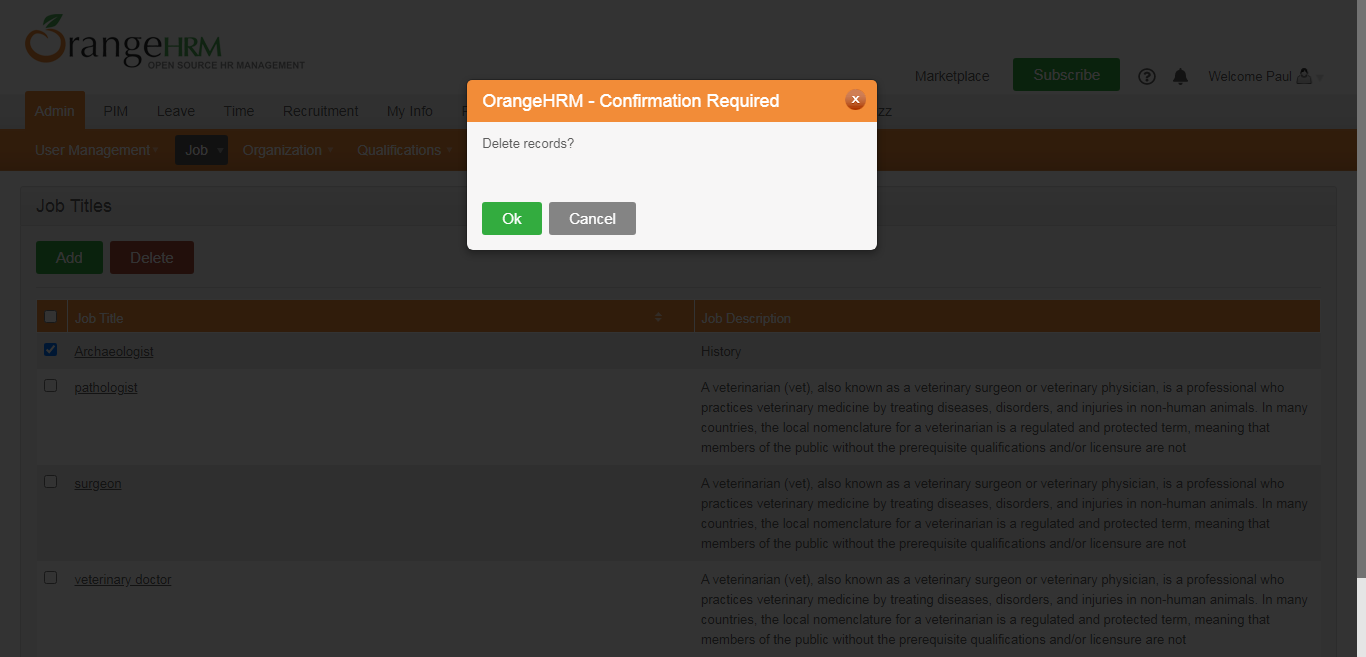 OrangeHRM
OPEN SOURCE HR MANAGEMENT
Marketplace
Subscribe
Welcome Paul
Admin
PIM
Leave
Time
Recruitment
My Info
User Management
Job
Organization
Qualifications
OrangeHRM - Confirmation Required
Delete records?
Ok
Cancel
Job Titles
Add
Delete
Job Title
Job Description
Archaeologist
History
pathologist
A veterinarian (vet), also known as a veterinary surgeon or veterinary physician, is a professional who
practices veterinary medicine by treating diseases, disorders, and injuries in non-human animals. In many
countries, the local nomenclature for a veterinarian is a regulated and protected term, meaning that
members of the public without the prerequisite qualifications and/or licensure are not
surgeon
A veterinarian (vet), also known as a veterinary surgeon or veterinary physician, is a professional who
practices veterinary medicine by treating diseases, disorders, and injuries in non-human animals. In many
countries, the local nomenclature for a veterinarian is a regulated and protected term, meaning that
members of the public without the prerequisite qualifications and/or licensure are not
veterinary doctor
A veterinarian (vet), also known as a veterinary surgeon or veterinary physician, is a professional who
practices veterinary medicine by treating diseases, disorders, and injuries in non-human animals. In many
countries, the local nomenclature for a veterinarian is a regulated and protected term, meaning that
members of the public without the prerequisite qualifications and/or licensure are not